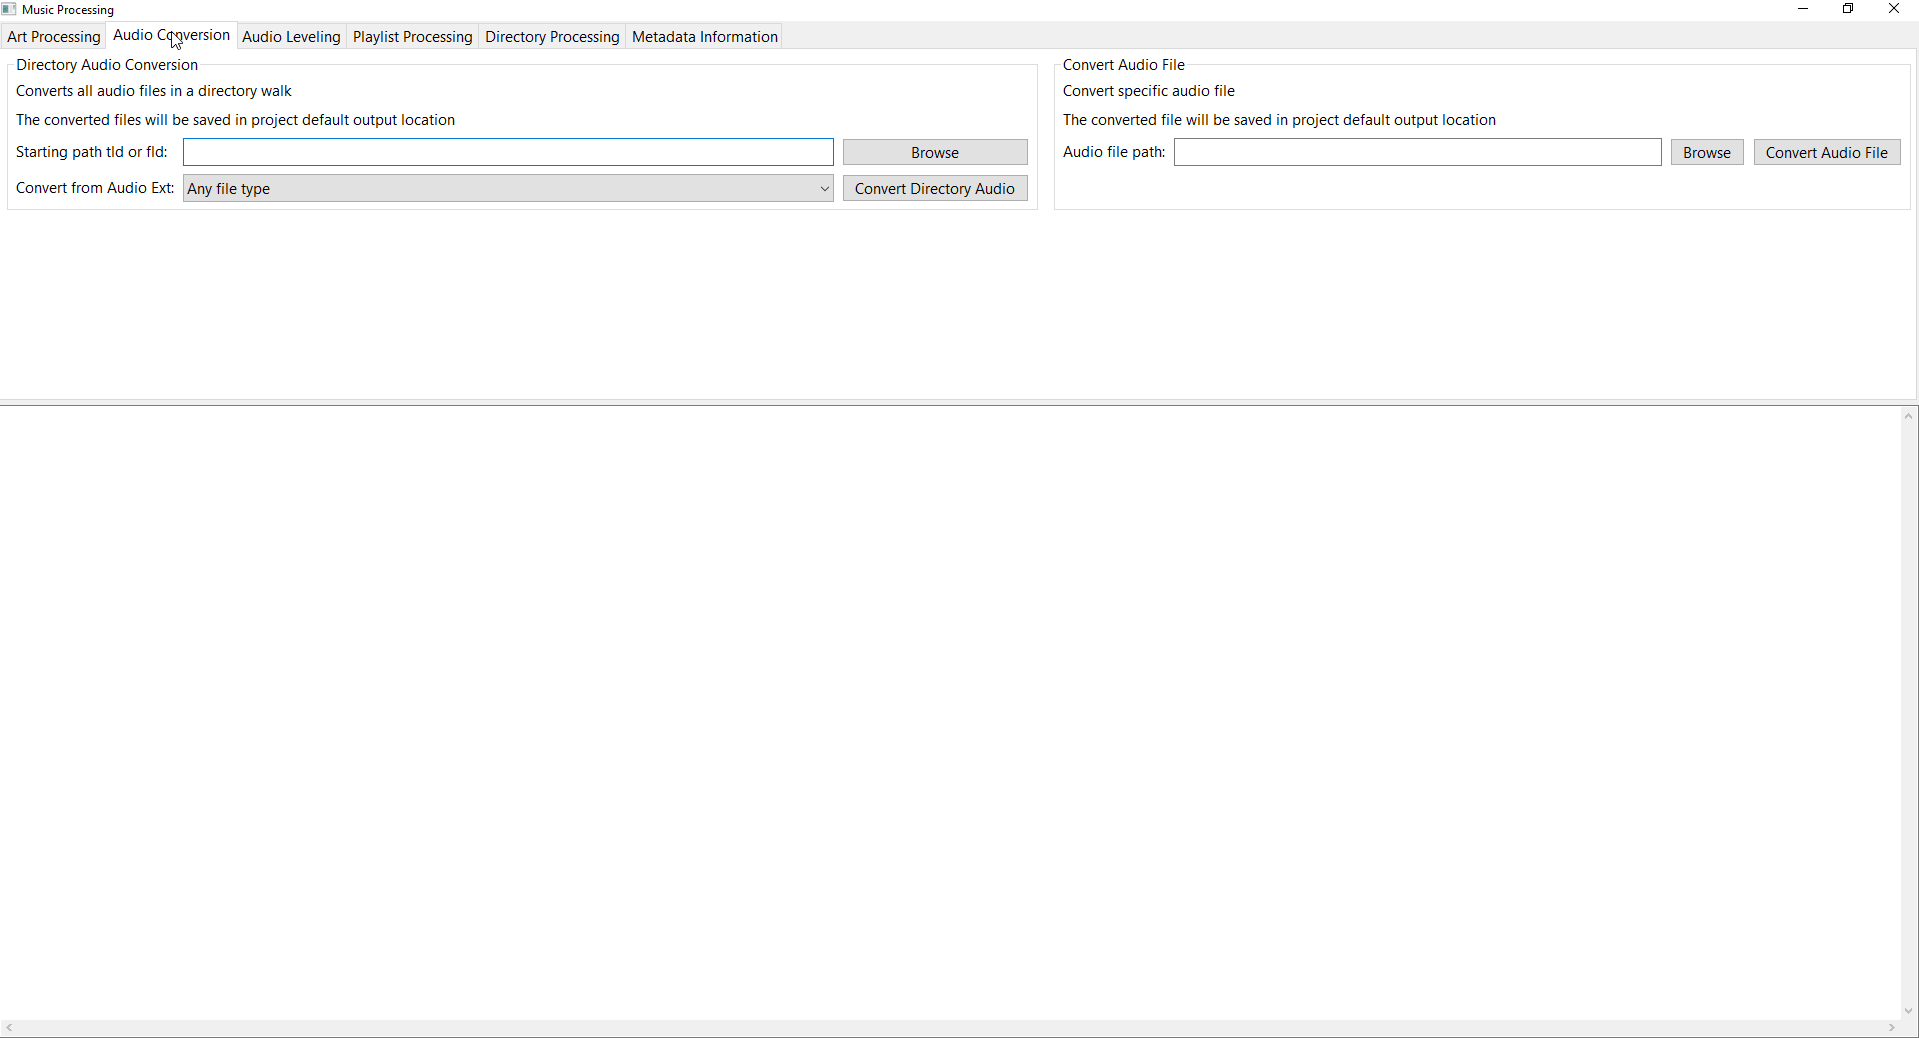 Music Processing
Art Processing Audio Conversion Audio Leveling Playlist Processing Directory Processing Metadata Information
Directory Audio Conversion
Converts all audio files in a directory walk
The converted files will be saved in project default output location
Starting path tld or fld: Browse
Convert from Audio Ext: Any file type Convert Directory Audio
Convert Audio File
Convert specific audio file
The converted file will be saved in project default output location
Audio file path: Browse Convert Audio File